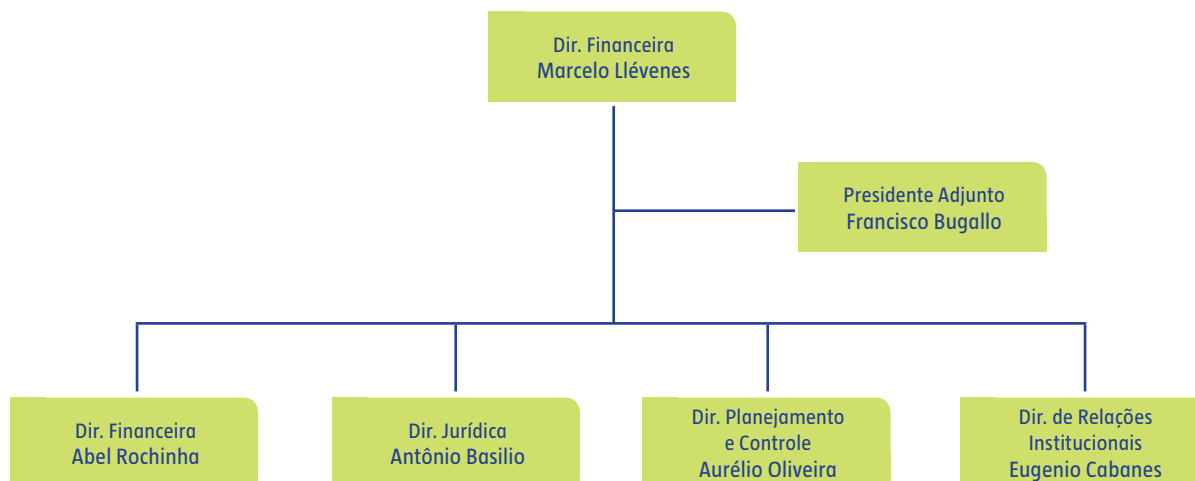 Dir. Financeira
Marcelo Llévenes
Presidente Adjunto
Francisco Bugallo
Dir. Financeira
Abel Rochinha
Dir. Jurídica
Antônio Basilio
Dir. Planejamento
e Controle
Aurélio Oliveira
Dir. de Relações
Institucionais
Eugenio Cabanes